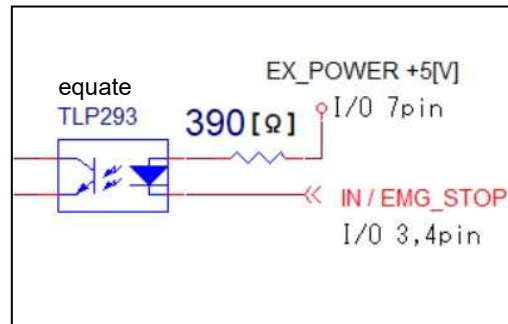 equate
TLP293
390[Ω]
EX_POWER +5[V]
I/O 7pin
IN / EMG_STOP
I/O 3,4pin